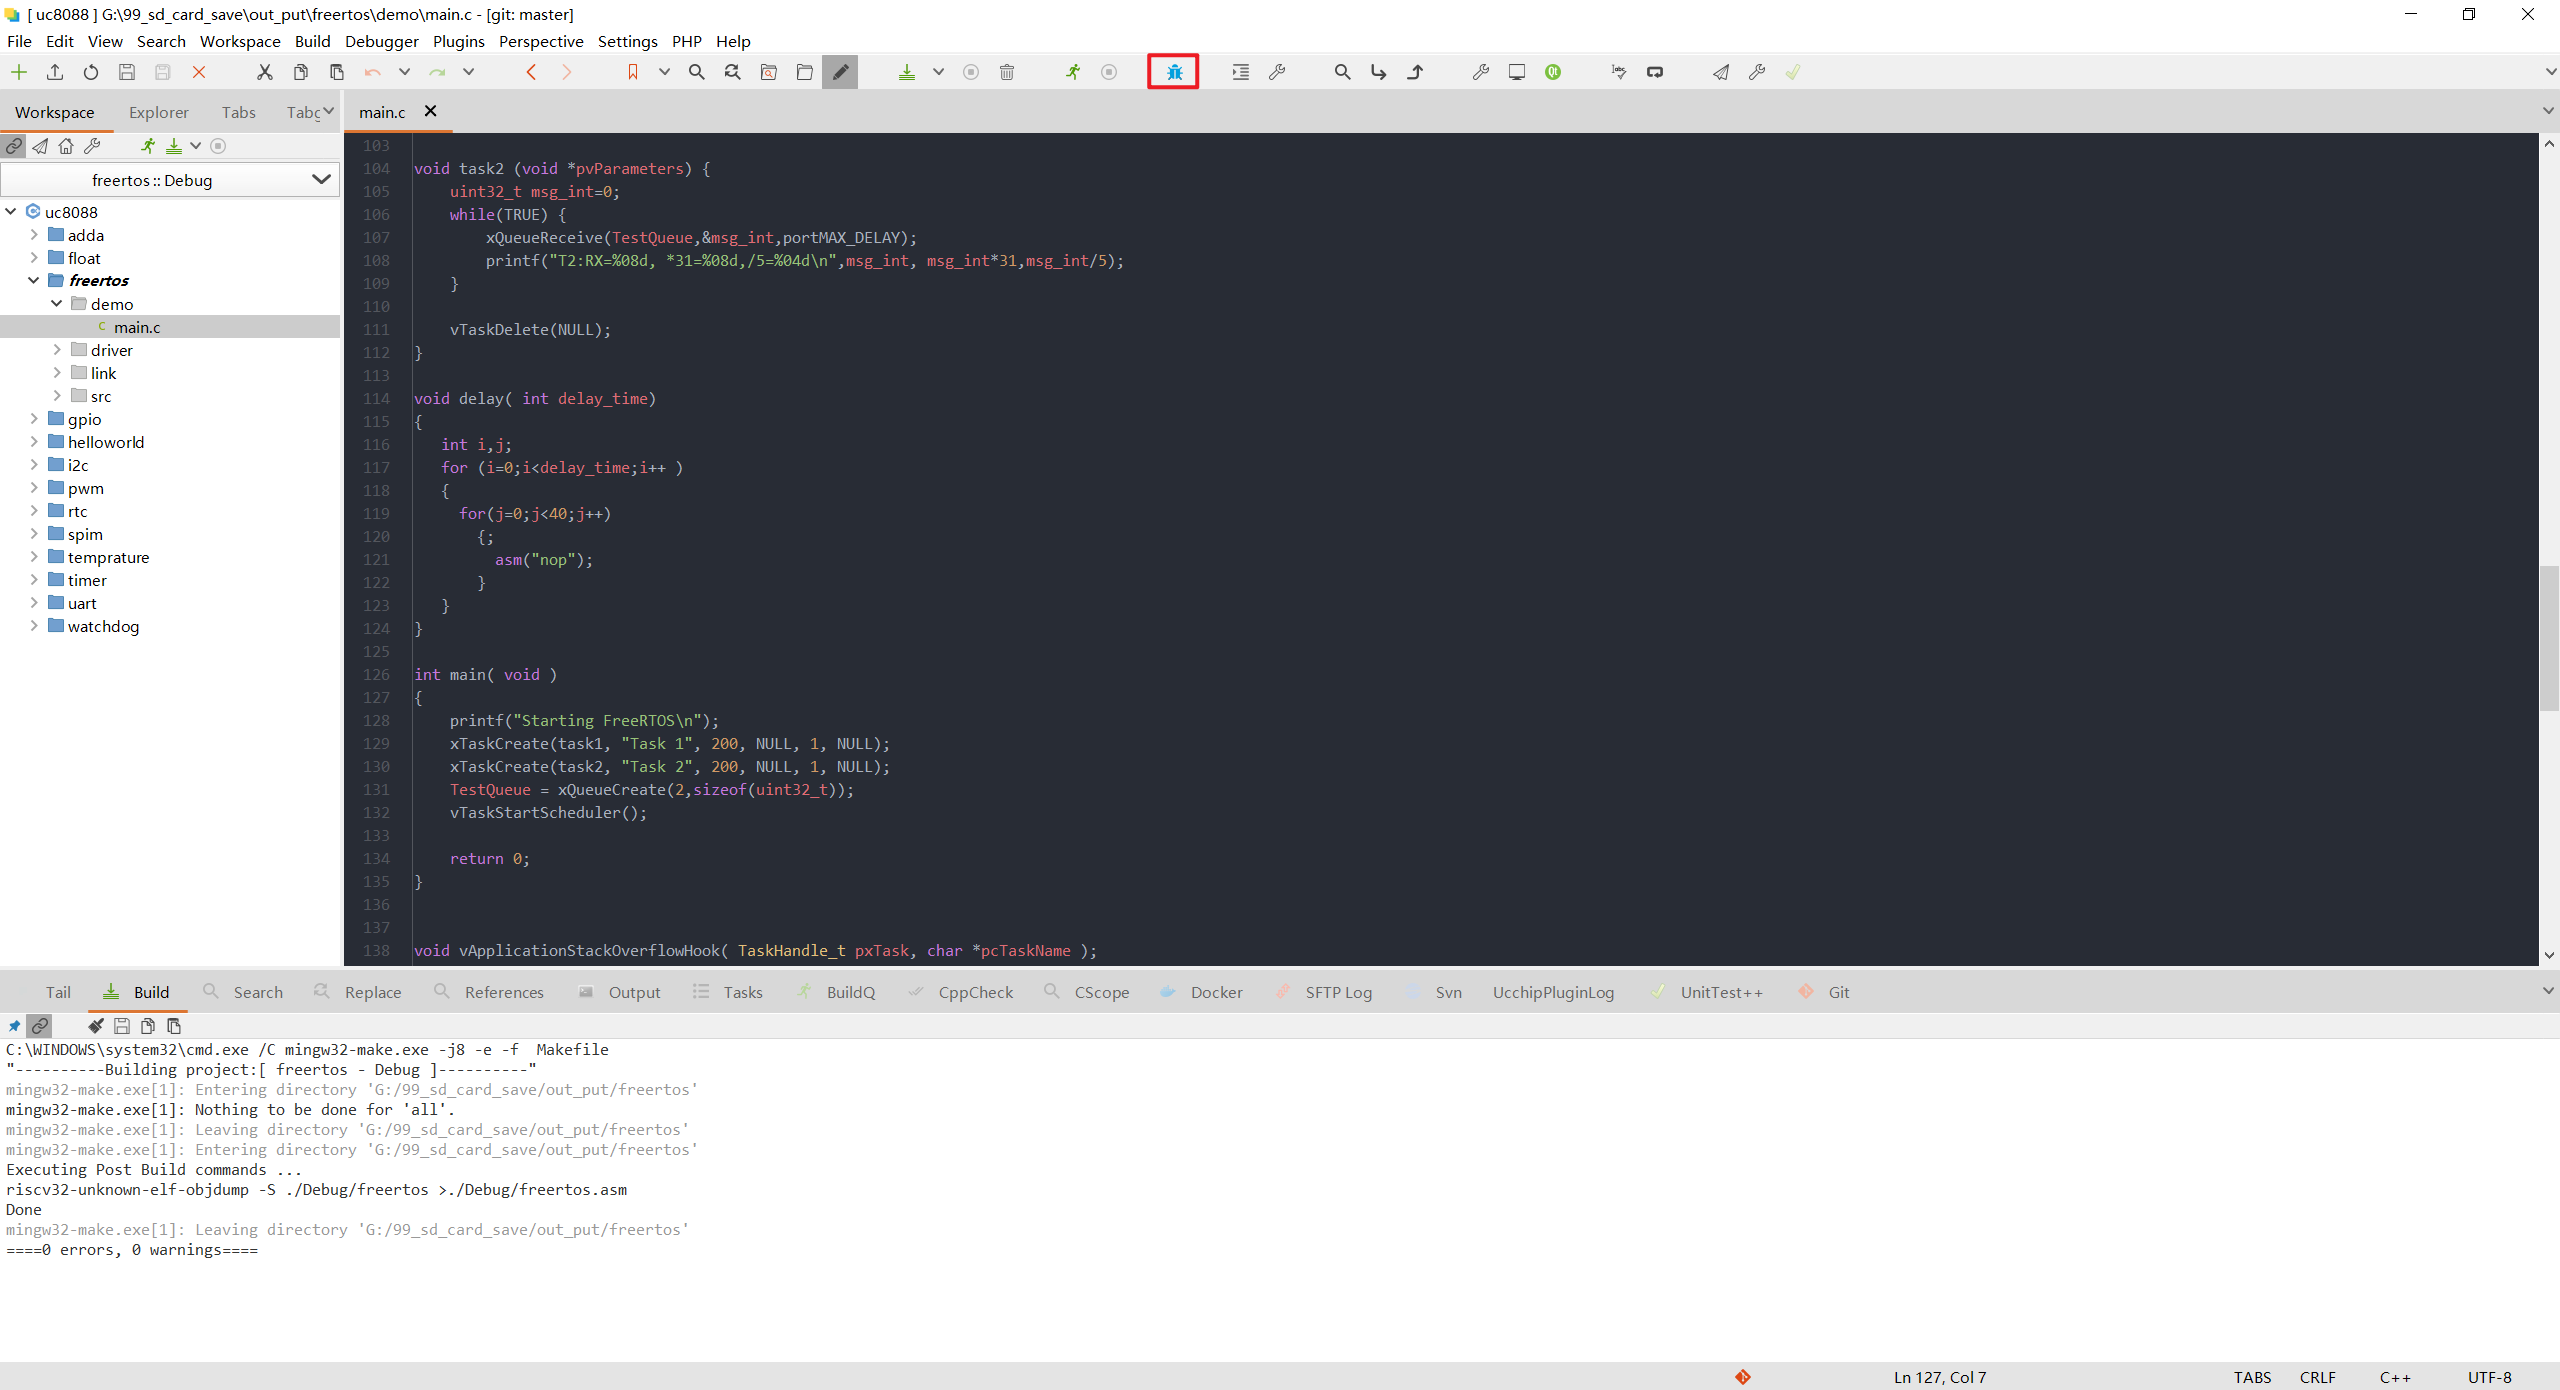 [ uc8088 ] G:\99_sd_card_save\out_put\freertos\demo\main.c - [git: master]
File Edit View Search Workspace Build Debugger Plugins Perspective Settings PHP Help
Workspace Explorer Tabs Tabg
main.c
freertos :: Debug
uc8088
adda
float
freertos
demo
main.c
driver
link
src
gpio
helloworld
i2c
pwm
rtc
spim
temprature
timer
uart
watchdog
103
104 void task2 (void *pvParameters) {
105     uint32_t msg_int=0;
106     while(TRUE) {
107         xQueueReceive(TestQueue,&msg_int,portMAX_DELAY);
108         printf("T2:RX=%08d, *31=%08d,/5=%04d\n",msg_int, msg_int*31,msg_int/5);
109     }
110
111     vTaskDelete(NULL);
112 }
113
114 void delay( int delay_time)
115 {
116    int i,j;
117    for (i=0;i<delay_time;i++ )
118    {
119      for(j=0;j<40;j++)
120        {;
121          asm("nop");
122        }
123    }
124 }
125
126 int main( void )
127 {
128     printf("Starting FreeRTOS\n");
129     xTaskCreate(task1, "Task 1", 200, NULL, 1, NULL);
130     xTaskCreate(task2, "Task 2", 200, NULL, 1, NULL);
131     TestQueue = xQueueCreate(2,sizeof(uint32_t));
132     vTaskStartScheduler();
133
134     return 0;
135 }
136
137
138 void vApplicationStackOverflowHook( TaskHandle_t pxTask, char *pcTaskName );
Tail Build Search Replace References Output Tasks BuildQ CppCheck CScope Docker SFTP Log Svn UcchipPluginLog UnitTest++ Git
C:\WINDOWS\system32\cmd.exe /C mingw32-make.exe -j8 -e -f  Makefile
"----------Building project:[ freertos - Debug ]----------"
mingw32-make.exe[1]: Entering directory 'G:/99_sd_card_save/out_put/freertos'
mingw32-make.exe[1]: Nothing to be done for 'all'.
mingw32-make.exe[1]: Leaving directory 'G:/99_sd_card_save/out_put/freertos'
mingw32-make.exe[1]: Entering directory 'G:/99_sd_card_save/out_put/freertos'
Executing Post Build commands ...
riscv32-unknown-elf-objdump -S ./Debug/freertos >./Debug/freertos.asm
Done
mingw32-make.exe[1]: Leaving directory 'G:/99_sd_card_save/out_put/freertos'
====0 errors, 0 warnings====
Ln 127, Col 7 TABS CRLF C++ UTF-8